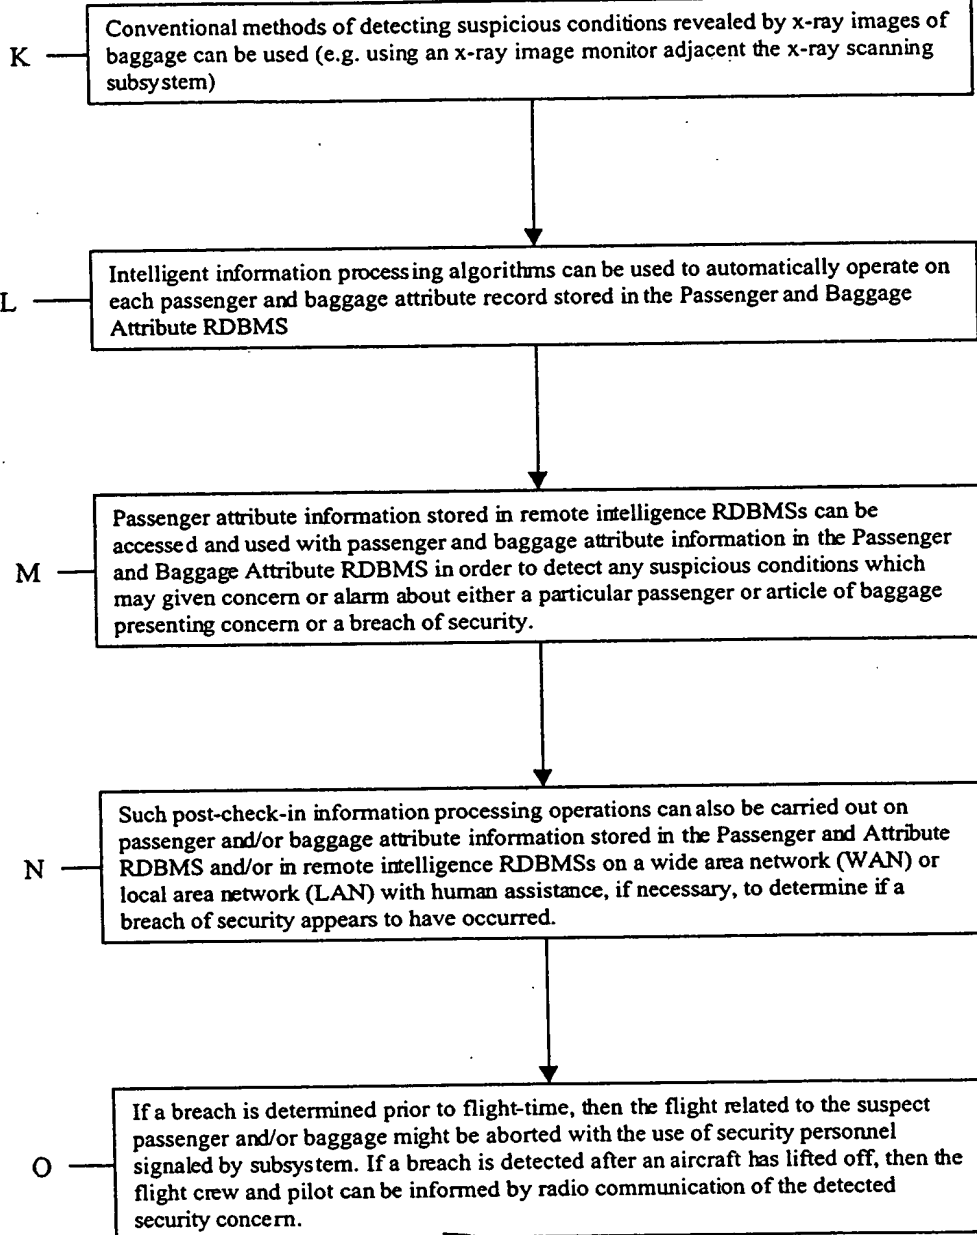 Conventional methods of detecting suspicious conditions revealed by x-ray images of
K
baggage can be used (e.g. using an x-ray image monitor adjacent the x-ray scanning
subsystem)
Intelligent information processing algorithms can be used to automatically operate on
L
each passenger and baggage attribute record stored in the Passenger and Baggage
Attribute RDBMS
Passenger attribute information stored in remote intelligence RDBMSs can be
accessed and used with passenger and baggage attribute information in the Passenger
M
and Baggage Attribute RDBMS in order to detect any suspicious conditions which
may given concern or alarm about either a particular passenger or article of baggage
presenting concern or a breach of security.
Such post-check-in information processing operations can also be carried out on
passenger and/or baggage attribute information stored in the Passenger and Attribute
N
RDBMS and/or in remote intelligence RDBMSs on a wide area network (WAN) or
local area network (LAN) with human assistance, if necessary, to determine if a
breach of security appears to have occurred.
If a breach is determined prior to flight-time, then the flight related to the suspect
passenger and/or baggage might be aborted with the use of security personnel
O
signaled by subsystem. If a breach is detected after an aircraft has lifted off, then the
flight crew and pilot can be informed by radio communication of the detected
security concern.